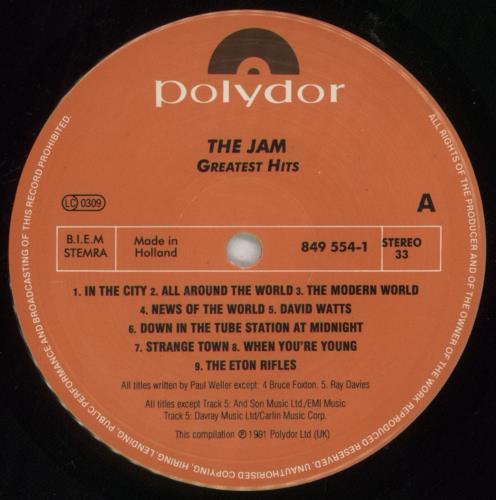 polydor
THE JAM
GREATEST HITS
LC 0309
A
B.I.E.M
STEMRA
Made in
Holland
849 554-1
STEREO
33
1. IN THE CITY 2. ALL AROUND THE WORLD 3. THE MODERN WORLD
4. NEWS OF THE WORLD 5. DAVID WATTS
6. DOWN IN THE TUBE STATION AT MIDNIGHT
7. STRANGE TOWN 8. WHEN YOU'RE YOUNG
9. THE ETON RIFLES
All titles written by Paul Weller except: 4 Bruce Foxton. 5. Ray Davies
All titles except Track 5: And Son Music Ltd./EMI Music
Track 5: Davray Music Ltd/Carlin Music Corp.
This compilation ℗ 1991 Polydor Ltd (UK)
ALL RIGHTS OF THE PRODUCER AND OF THE OWNER OF THE WORK REPRODUCED RESERVED. UNAUTHORISED COPYING, HIRING, LENDING, PUBLIC PERFORMANCE AND BROADCASTING OF THIS RECORD PROHIBITED.